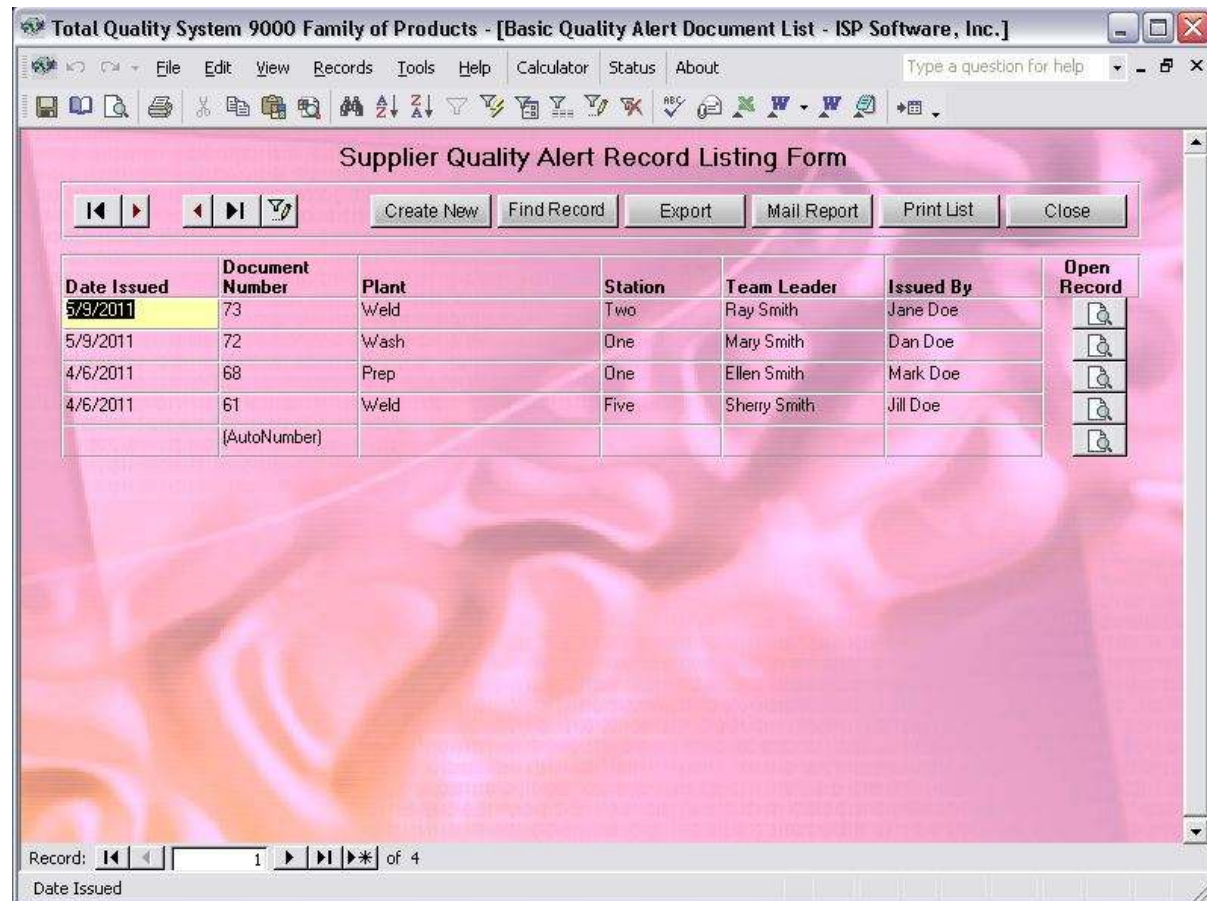 Total Quality System 9000 Family of Products - [Basic Quality Alert Document List - ISP Software, Inc.]
File Edit View Records Tools Help Calculator Status About Type a question for help
Supplier Quality Alert Record Listing Form
Create New Find Record Export Mail Report Print List Close
Date Issued Document Number Plant Station Team Leader Issued By Open Record
5/9/2011 73 Weld Two Ray Smith Jane Doe
5/9/2011 72 Wash One Mary Smith Dan Doe
4/6/2011 68 Prep One Ellen Smith Mark Doe
4/6/2011 61 Weld Five Sherry Smith Jill Doe
(AutoNumber)
Record: 1 of 4
Date Issued